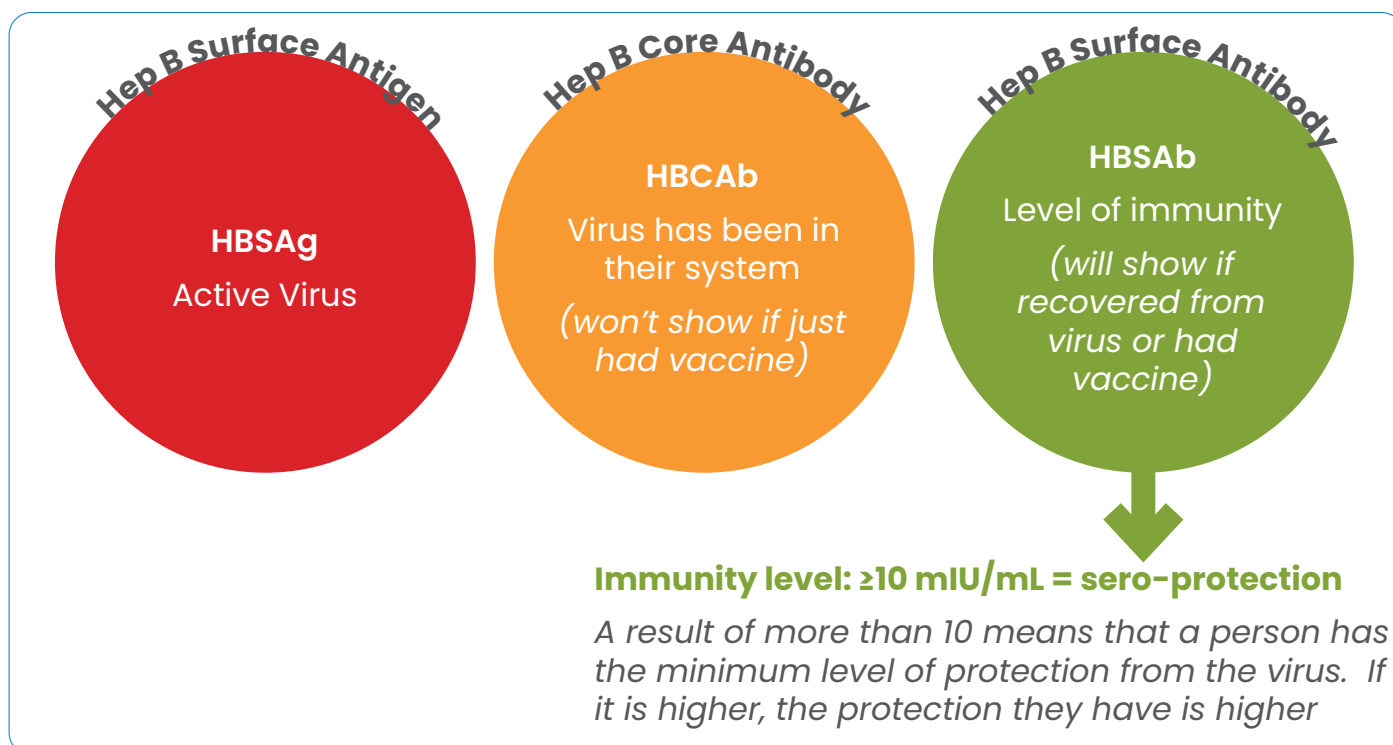 Hep B Surface Antigen
HBSAg
Active Virus
Hep B Core Antibody
HBCAb
Virus has been in
their system
(won't show if just
had vaccine)
Hep B Surface Antibody
HBSAb
Level of immunity
(will show if
recovered from
virus or had
vaccine)
Immunity level: ≥10 mIU/mL = sero-protection
A result of more than 10 means that a person has
the minimum level of protection from the virus.  If
it is higher, the protection they have is higher